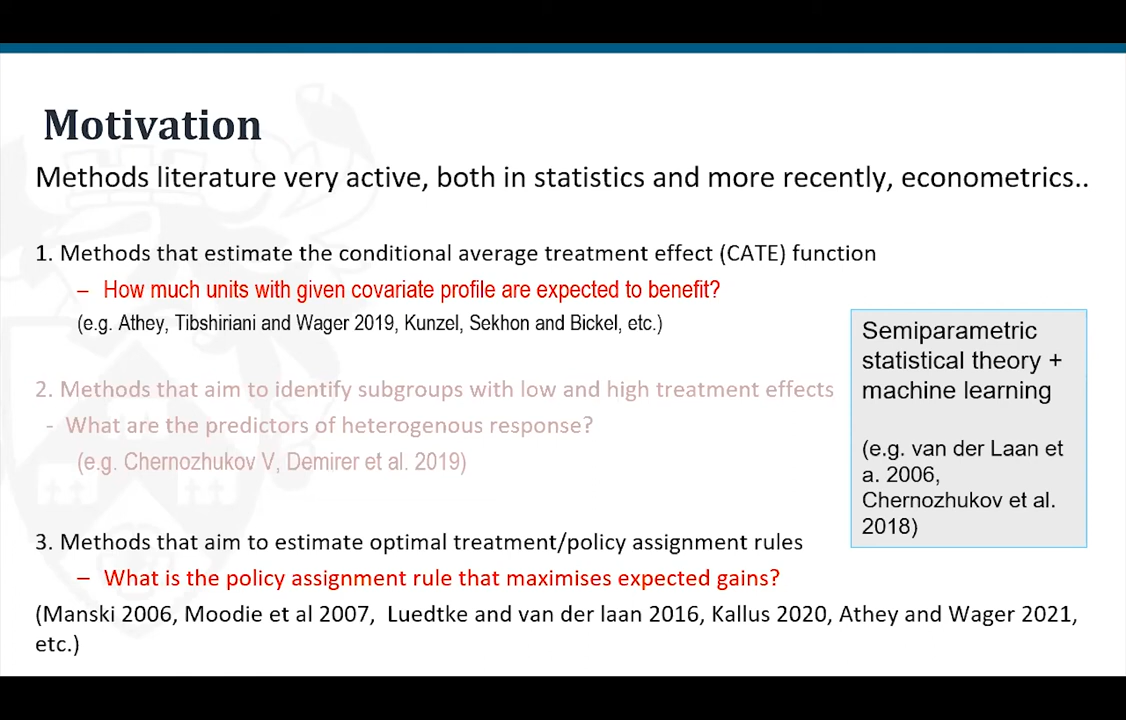 Motivation
Methods literature very active, both in statistics and more recently, econometrics..
1. Methods that estimate the conditional average treatment effect (CATE) function
– How much units with given covariate profile are expected to benefit?
(e.g. Athey, Tibshiriani and Wager 2019, Kunzel, Sekhon and Bickel, etc.)
2. Methods that aim to identify subgroups with low and high treatment effects
- What are the predictors of heterogenous response?
(e.g. Chernozhukov V, Demirer et al. 2019)
3. Methods that aim to estimate optimal treatment/policy assignment rules
– What is the policy assignment rule that maximises expected gains?
(Manski 2006, Moodie et al 2007, Luedtke and van der laan 2016, Kallus 2020, Athey and Wager 2021,
etc.)
Semiparametric
statistical theory +
machine learning
(e.g. van der Laan et
a. 2006,
Chernozhukov et al.
2018)